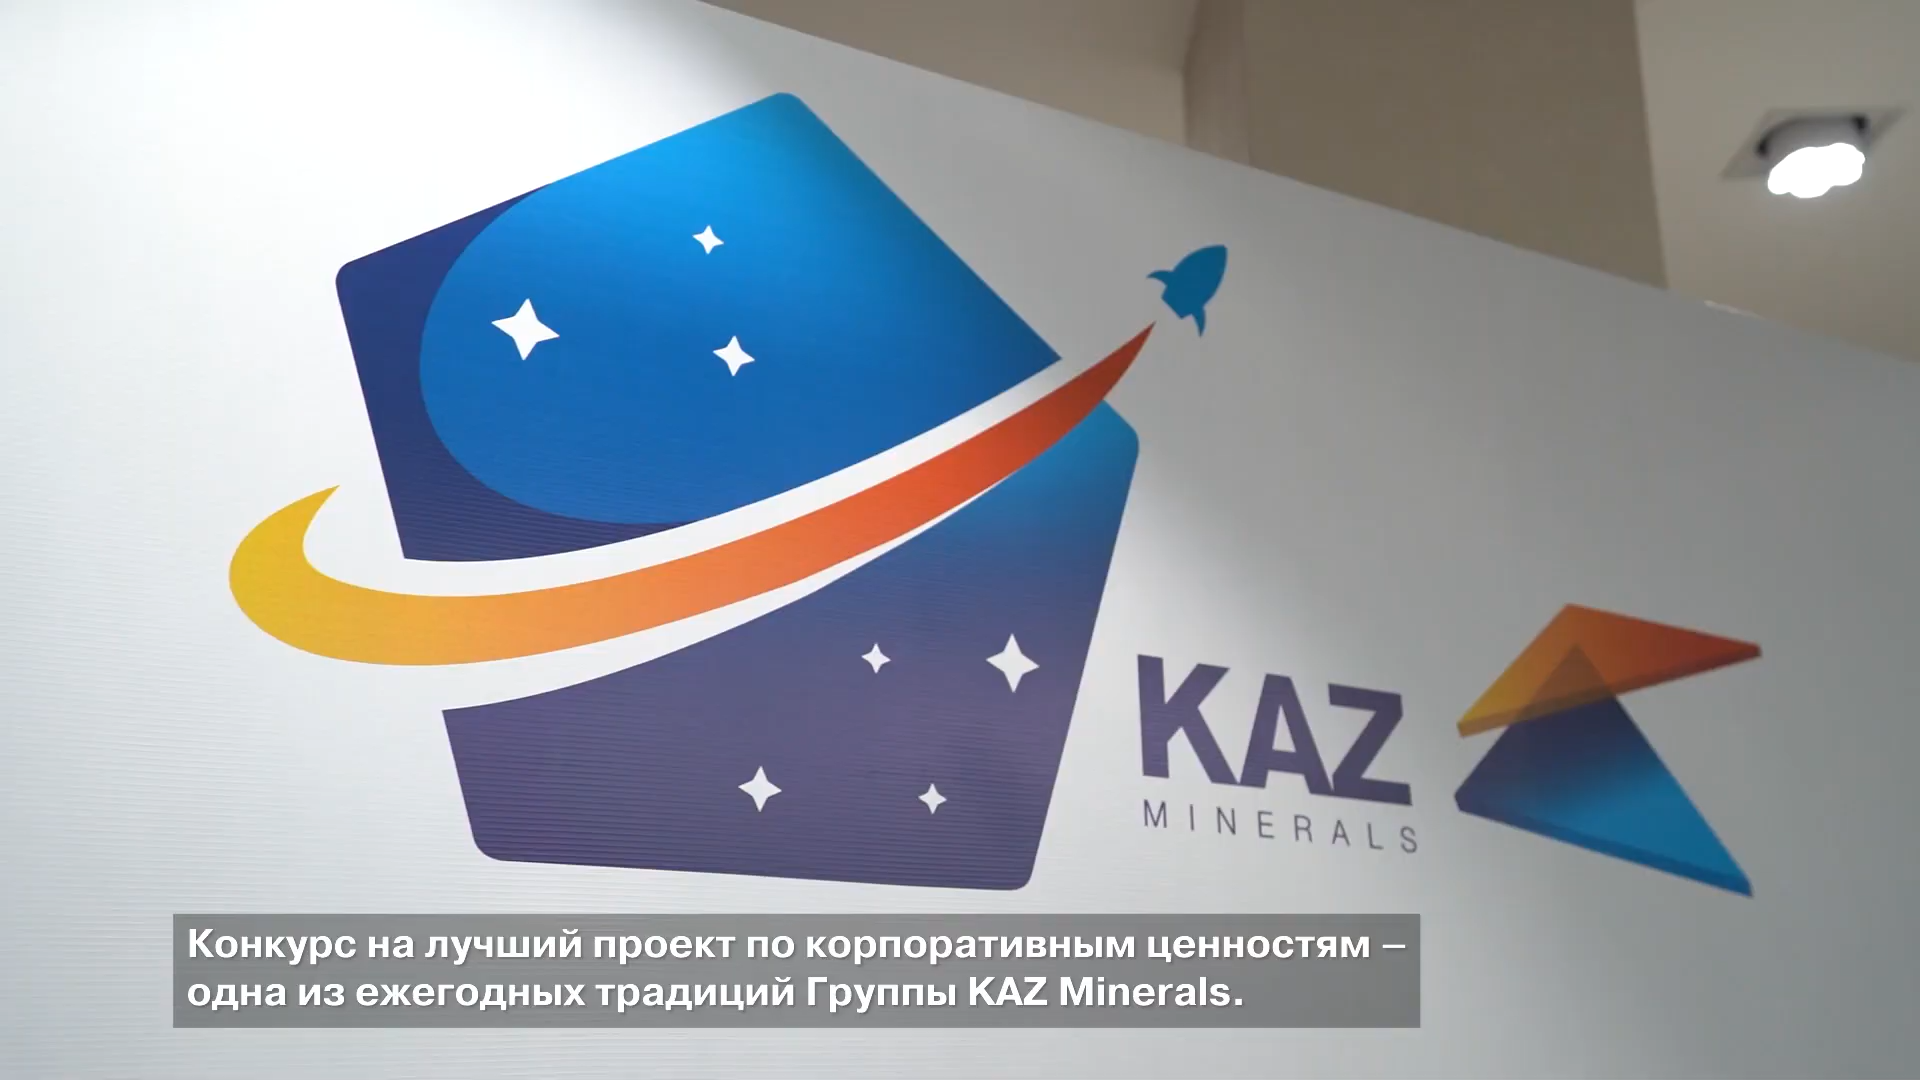 KAZ
MINERALS
Конкурс на лучший проект по корпоративным ценностям –
одна из ежегодных традиций Группы KAZ Minerals.